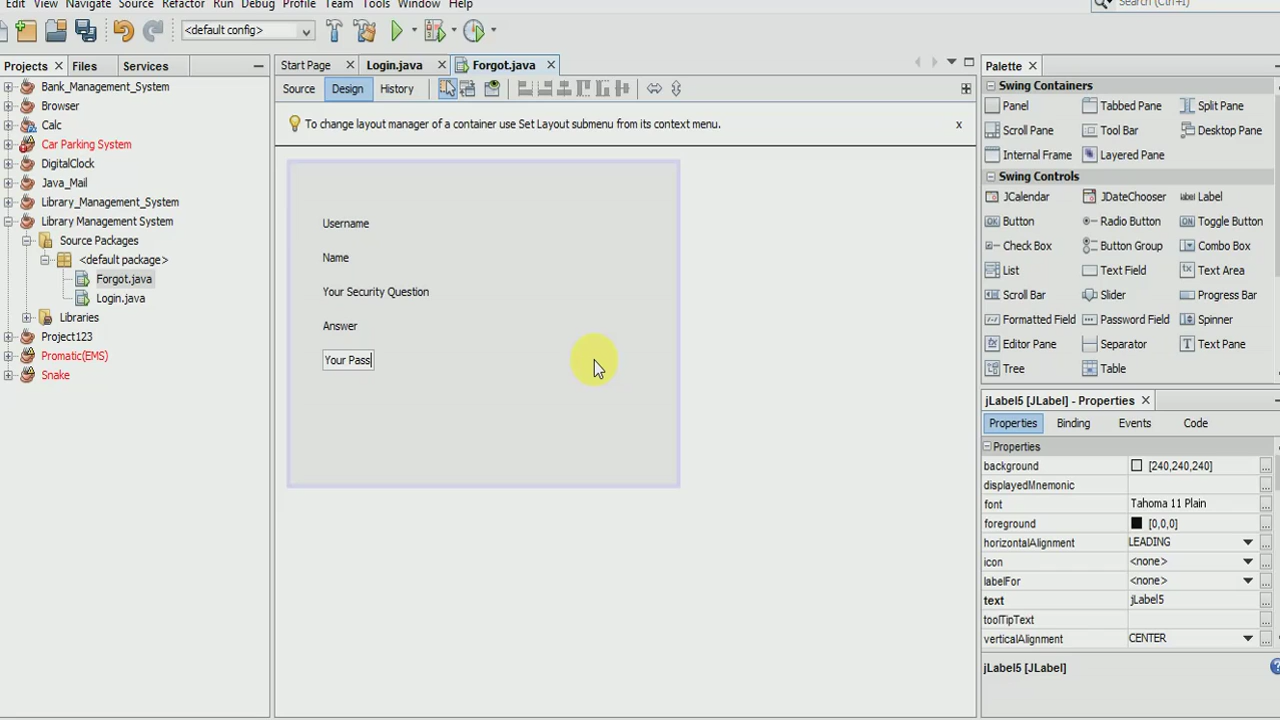 Edit View Navigate Source Refactor Run Debug Profile Team Tools Window Help
Search (Ctrl+I)
<default config>
Projects Files Services
Start Page Login.java Forgot.java
Palette
Source Design History
To change layout manager of a container use Set Layout submenu from its context menu. x
Bank_Management_System
Browser
Calc
Car Parking System
DigitalClock
Java_Mail
Library_Management_System
Library Management System
Source Packages
<default package>
Forgot.java
Login.java
Libraries
Project123
Promatic(EMS)
Snake
Username
Name
Your Security Question
Answer
Your Pass
Swing Containers
Panel Tabbed Pane Split Pane
Scroll Pane Tool Bar Desktop Pane
Internal Frame Layered Pane
Swing Controls
JCalendar JDateChooser label Label
OK Button Radio Button ON Toggle Button
Check Box Button Group Combo Box
List Text Field Text Area
Scroll Bar Slider Progress Bar
Formatted Field Password Field Spinner
Editor Pane Separator Text Pane
Tree Table
jLabel5 [JLabel] - Properties
Properties Binding Events Code
Properties
background [240,240,240] ...
displayedMnemonic ...
font Tahoma 11 Plain ...
foreground [0,0,0] ...
horizontalAlignment LEADING ...
icon <none> ...
labelFor <none> ...
text jLabel5 ...
toolTipText ...
verticalAlignment CENTER ...
jLabel5 [JLabel]